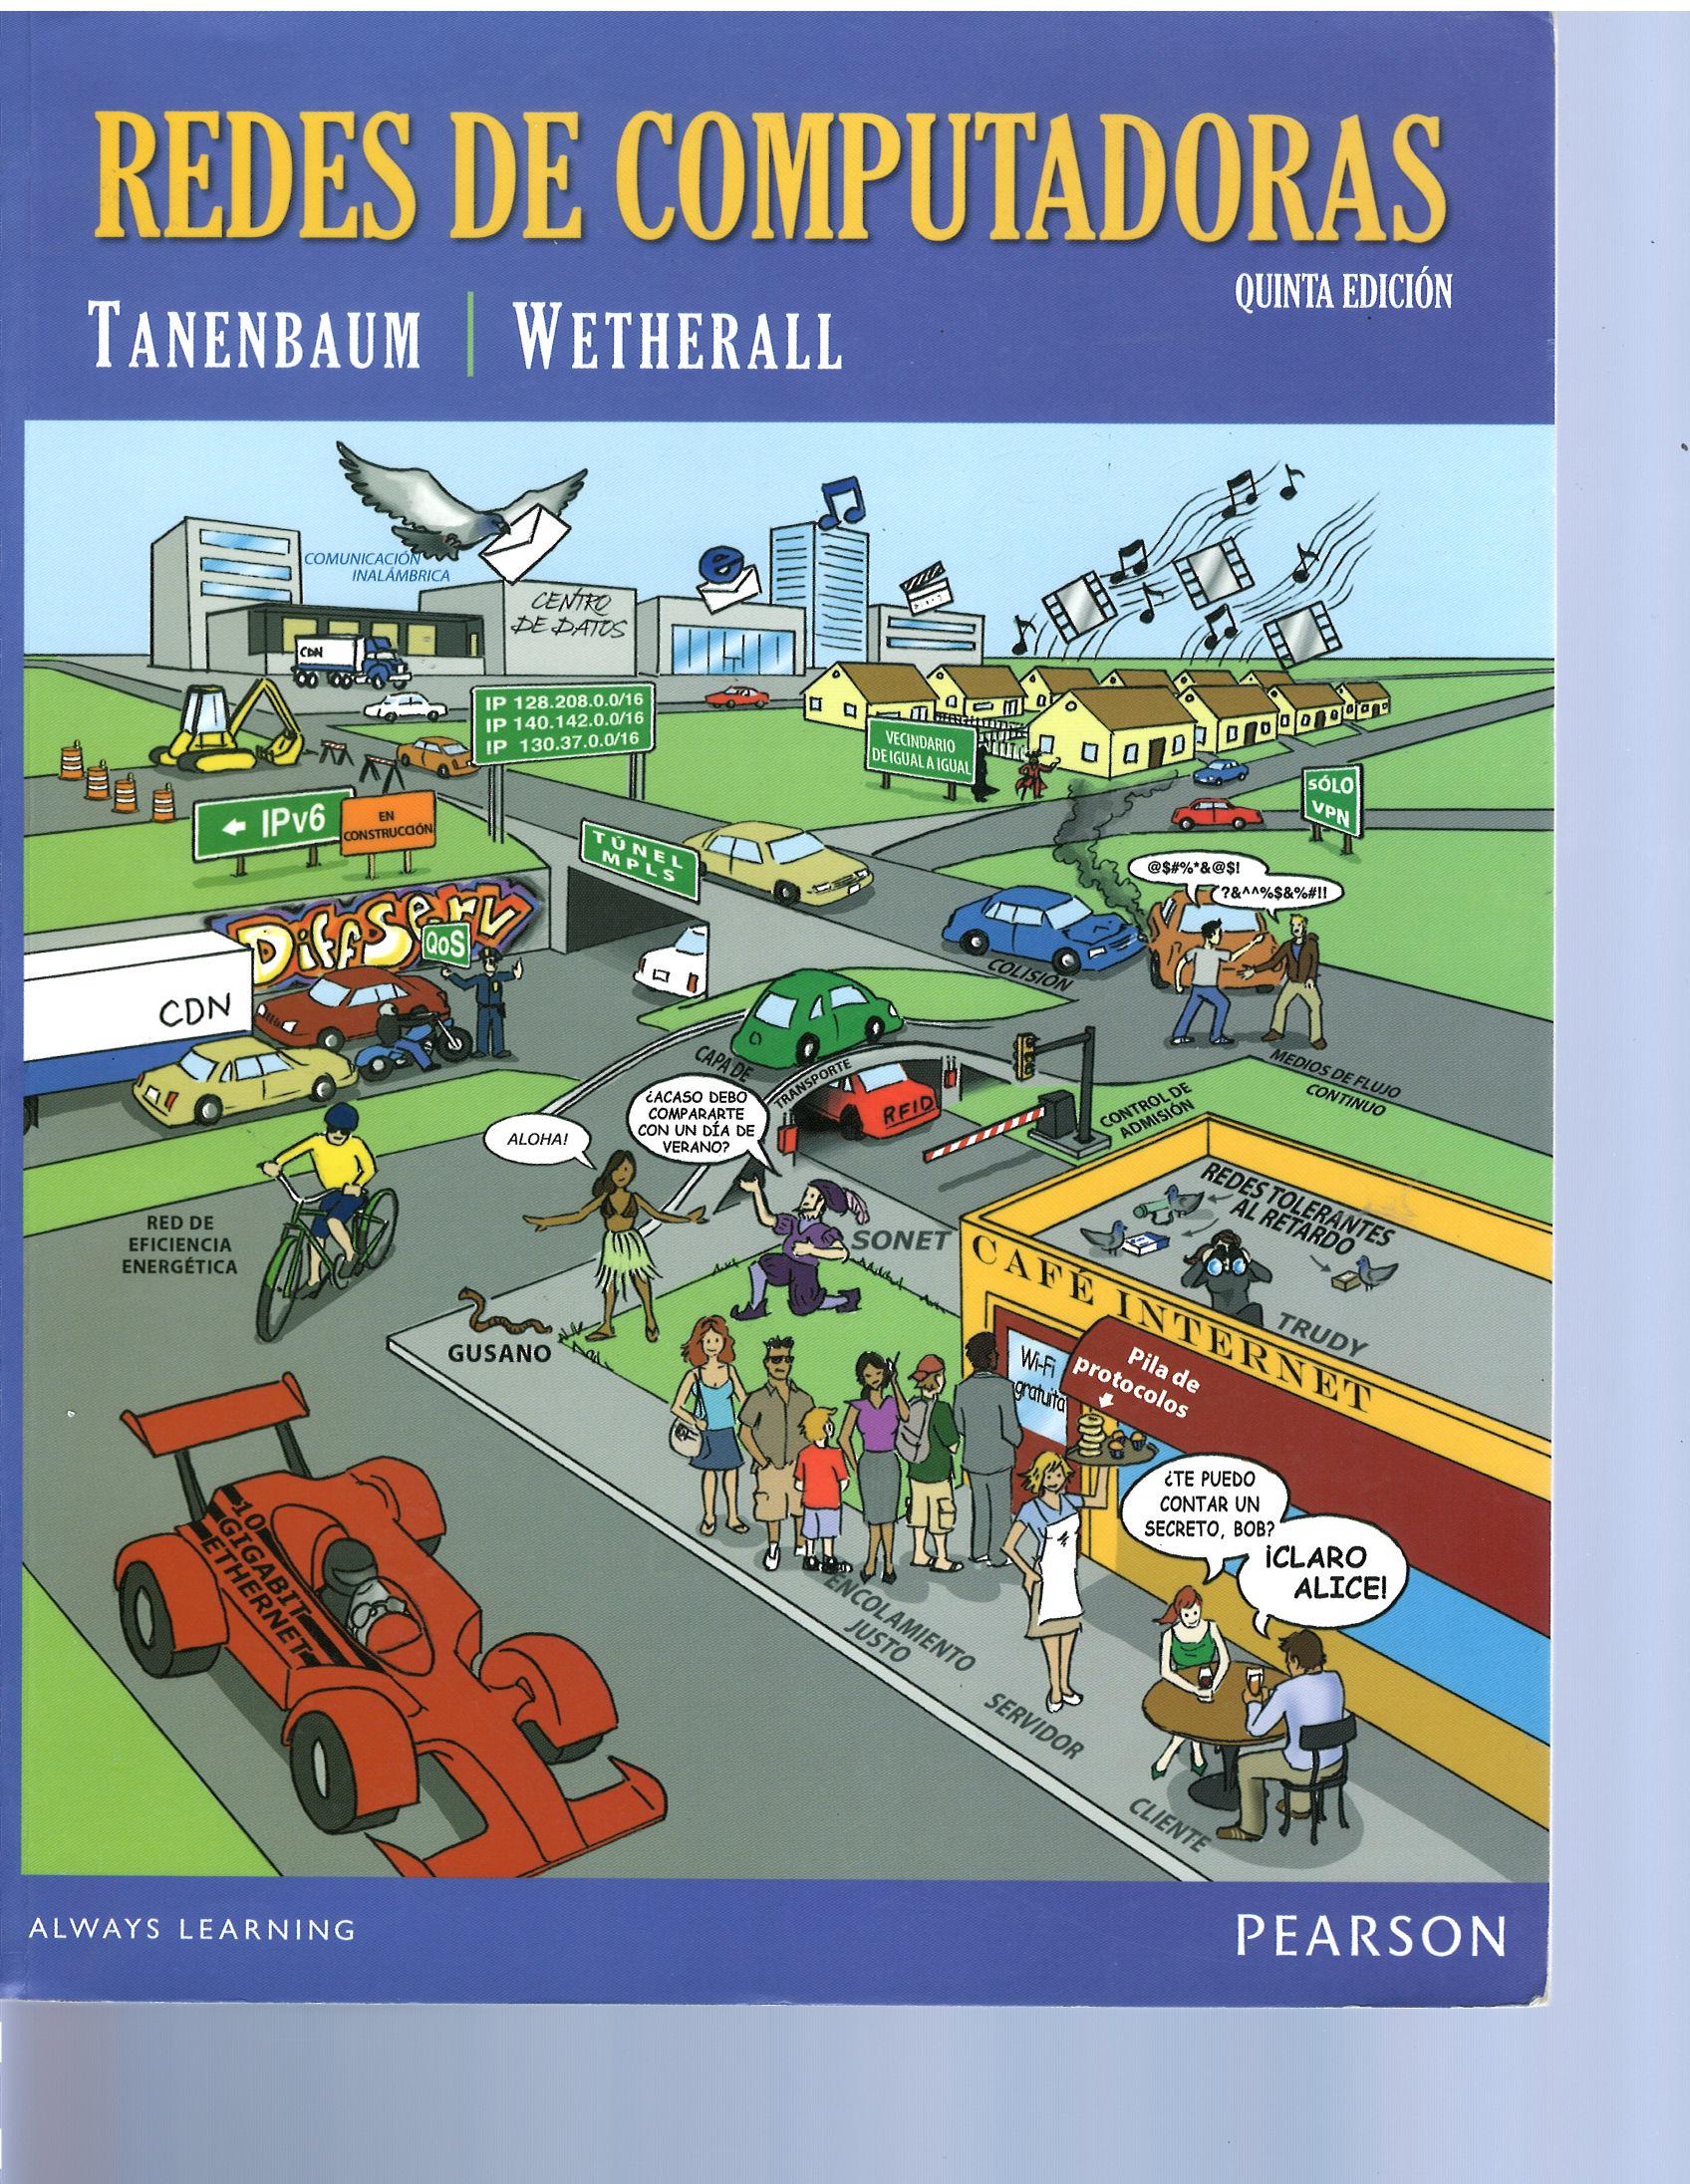 REDES DE COMPUTADORAS
QUINTA EDICIÓN
TANENBAUM | WETHERALL
COMUNICACIÓN
INALÁMBRICA
CENTRO
DE DATOS
CDN
IP 128.208.0.0/16
IP 140.142.0.0/16
IP 130.37.0.0/16
VECINDARIO
DE IGUAL A IGUAL
SÓLO
VPN
IPv6
EN
CONSTRUCCIÓN
TÚNEL
MPLS
@$#%*&@$!
?&^^%$&%#!!
DiffServ
QoS
CDN
COLISIÓN
CAPA DE
TRANSPORTE
RFID
MEDIOS DE FLUJO
CONTINUO
CONTROL DE
ADMISIÓN
ALOHA!
¿ACASO DEBO
COMPARARTE
CON UN DÍA DE
VERANO?
RED DE
EFICIENCIA
ENERGÉTICA
SONET
REDES TOLERANTES
AL RETARDO
TRUDY
CAFÉ INTERNET
GUSANO
Wi-Fi
gratuita
Pila de
protocolos
10
GIGABIT
ETHERNET
¿TE PUEDO
CONTAR UN
SECRETO, BOB?
¡CLARO
ALICE!
ENCOLAMIENTO
JUSTO
SERVIDOR
CLIENTE
ALWAYS LEARNING
PEARSON